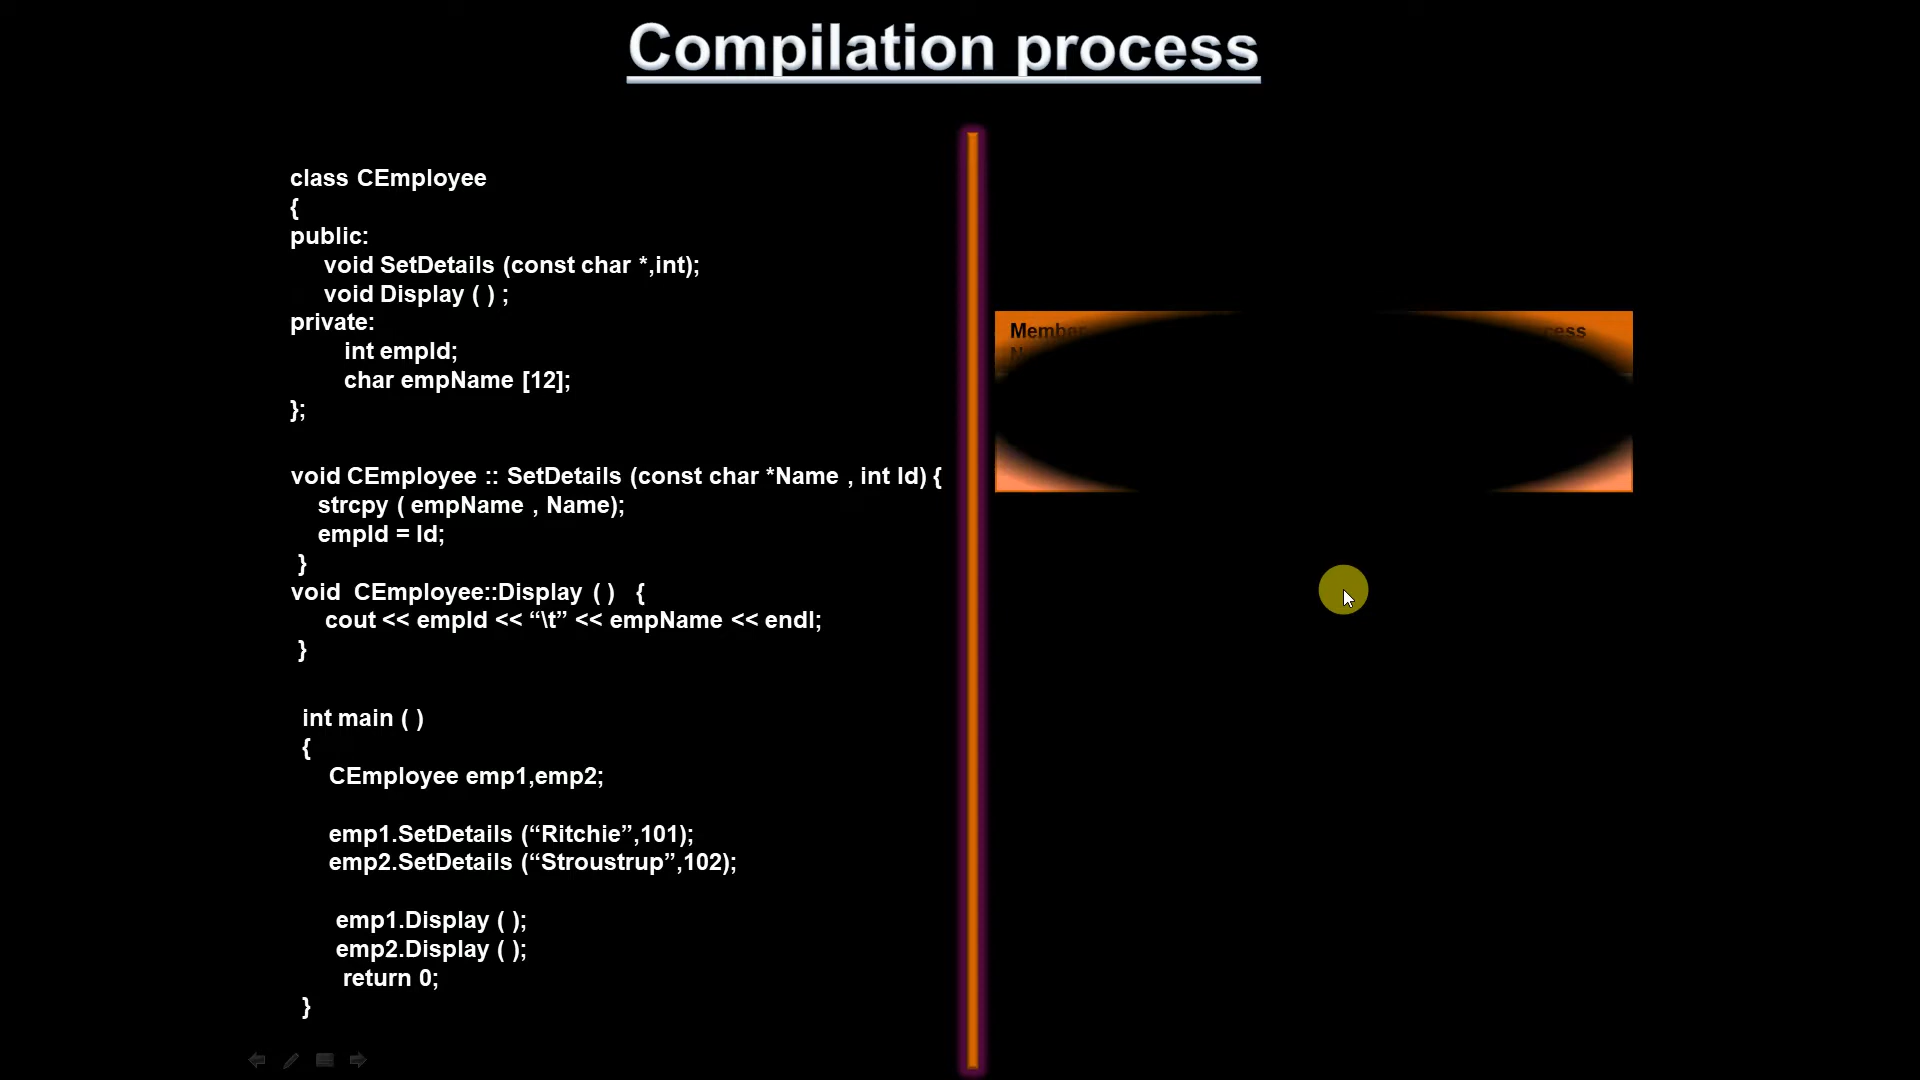 Compilation process
class CEmployee
{
public:
void SetDetails (const char *,int);
void Display ( ) ;
private:
int empId;
char empName [12];
};
void CEmployee :: SetDetails (const char *Name , int Id) {
strcpy ( empName , Name);
empId = Id;
}
void CEmployee::Display ( ) {
cout << empId << “\t” << empName << endl;
}
int main ( )
{
CEmployee emp1,emp2;
emp1.SetDetails (“Ritchie”,101);
emp2.SetDetails (“Stroustrup”,102);
emp1.Display ( );
emp2.Display ( );
return 0;
}